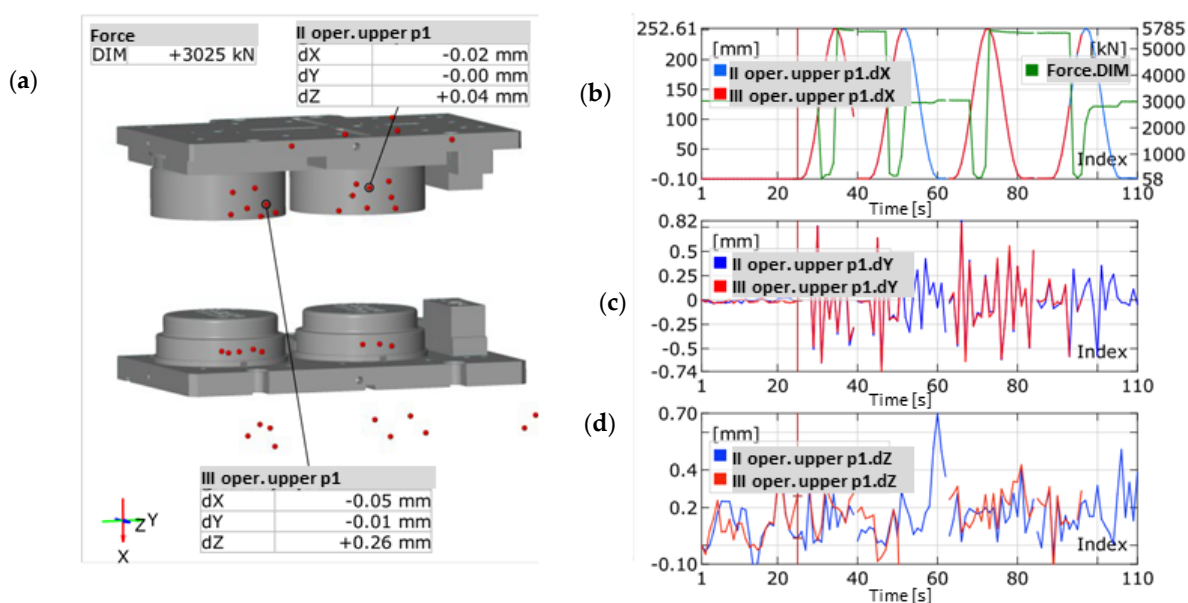 (a)
Force
DIM +3025 kN
II oper. upper p1
dX -0.02 mm
dY -0.00 mm
dZ +0.04 mm
III oper. upper p1
dX -0.05 mm
dY -0.01 mm
dZ +0.26 mm
Z Y
X
(b)
252.61
200
150
100
50
-0.10
[mm]
II oper. upper p1.dX
III oper. upper p1.dX
[kN]
Force.DIM
5785
5000
4000
3000
2000
1000
58
Index
1 20 40 60 80 100 110
Time [s]
(c)
0.82
0.5
0.25
0
-0.25
-0.5
-0.74
[mm]
II oper. upper p1.dY
III oper. upper p1.dY
Index
1 20 40 60 80 100 110
Time [s]
(d)
0.70
0.4
0.2
-0.10
[mm]
II oper. upper p1.dZ
III oper. upper p1.dZ
Index
1 20 40 60 80 100 110
Time [s]